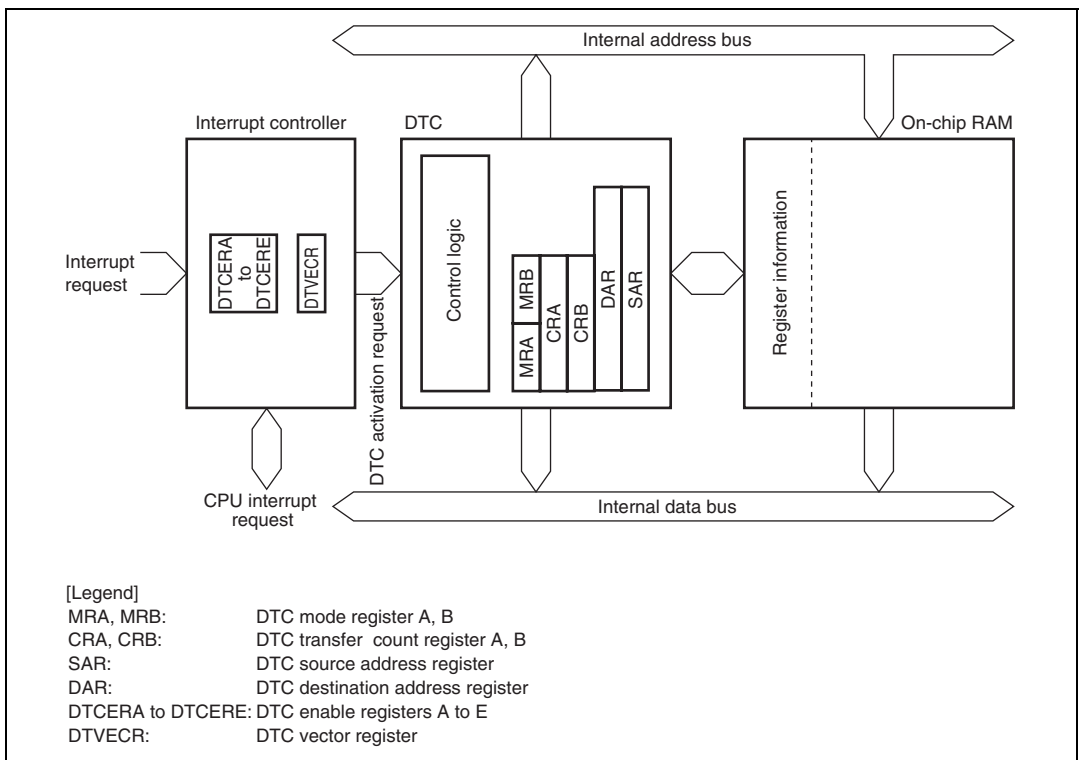 Internal address bus
Interrupt controller
DTC
On-chip RAM
Interrupt
request
DTCERA
to
DTCERE
DTVECR
DTC activation request
Control logic
MRA
MRB
CRA
CRB
DAR
SAR
Register information
CPU interrupt
request
Internal data bus
[Legend]
MRA, MRB: DTC mode register A, B
CRA, CRB: DTC transfer count register A, B
SAR: DTC source address register
DAR: DTC destination address register
DTCERA to DTCERE: DTC enable registers A to E
DTVECR: DTC vector register